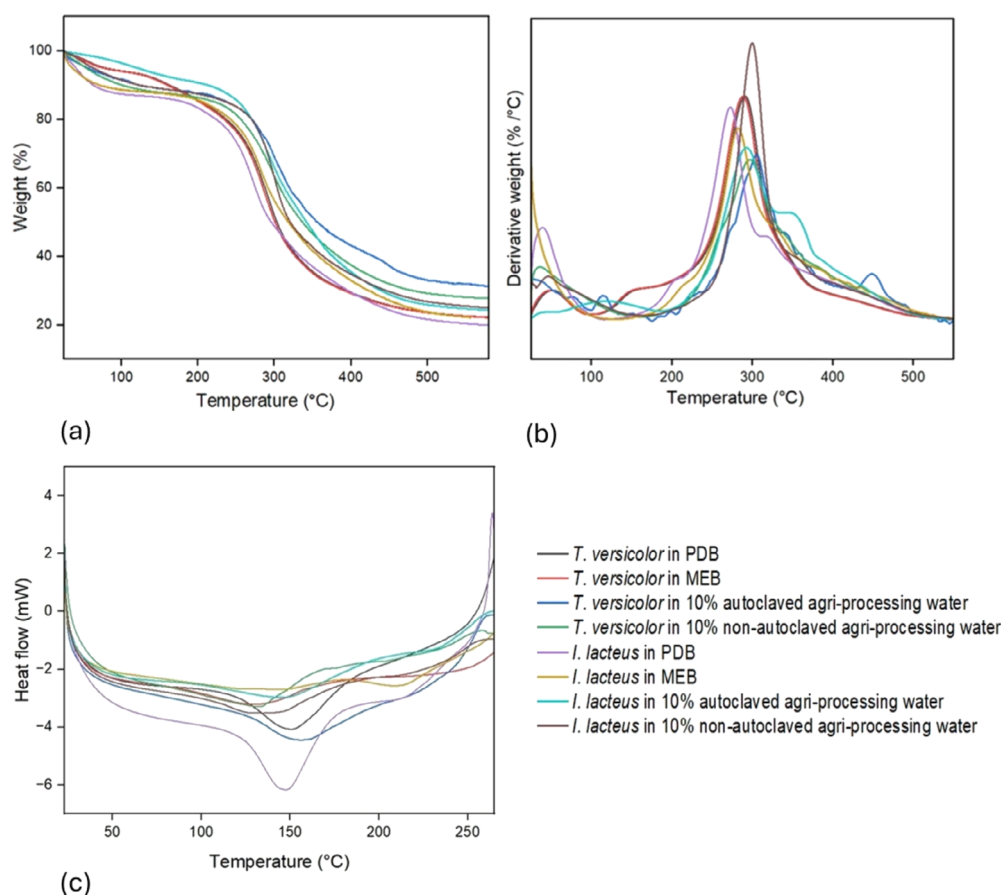 100
80
60
40
20
Weight (%)
100
200
300
400
500
Temperature (°C)
(a)
Derivative weight (% /°C)
100
200
300
400
500
Temperature (°C)
(b)
4
2
0
−2
−4
−6
Heat flow (mW)
50
100
150
200
250
Temperature (°C)
(c)
T. versicolor in PDB
T. versicolor in MEB
T. versicolor in 10% autoclaved agri-processing water
T. versicolor in 10% non-autoclaved agri-processing water
I. lacteus in PDB
I. lacteus in MEB
I. lacteus in 10% autoclaved agri-processing water
I. lacteus in 10% non-autoclaved agri-processing water